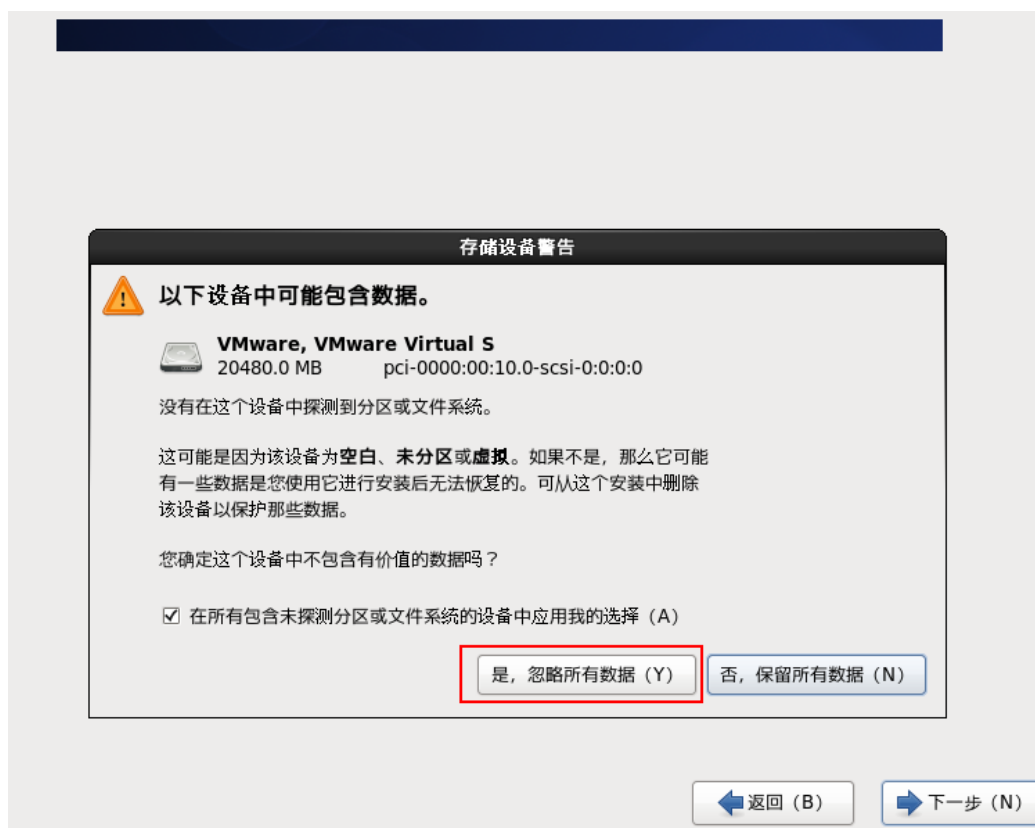 存储设备警告
以下设备中可能包含数据。
VMware, VMware Virtual S
20480.0 MB pci-0000:00:10.0-scsi-0:0:0:0
没有在这个设备中探测到分区或文件系统。
这可能是因为该设备为空白、未分区或虚拟。如果不是，那么它可能
有一些数据是您使用它进行安装后无法恢复的。可从这个安装中删除
该设备以保护那些数据。
您确定这个设备中不包含有价值的数据吗？
在所有包含未探测分区或文件系统的设备中应用我的选择（A）
是，忽略所有数据（Y） 否，保留所有数据（N）
返回（B） 下一步（N）